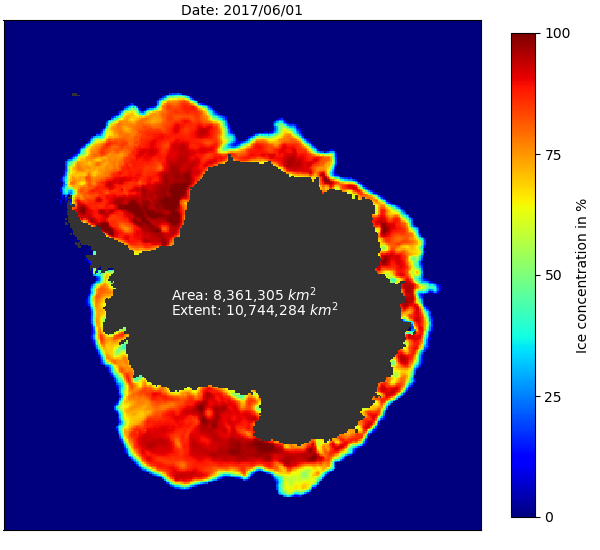 Date: 2017/06/01
Area: 8,361,305 km²
Extent: 10,744,284 km²
100
75
50
25
0
Ice concentration in %